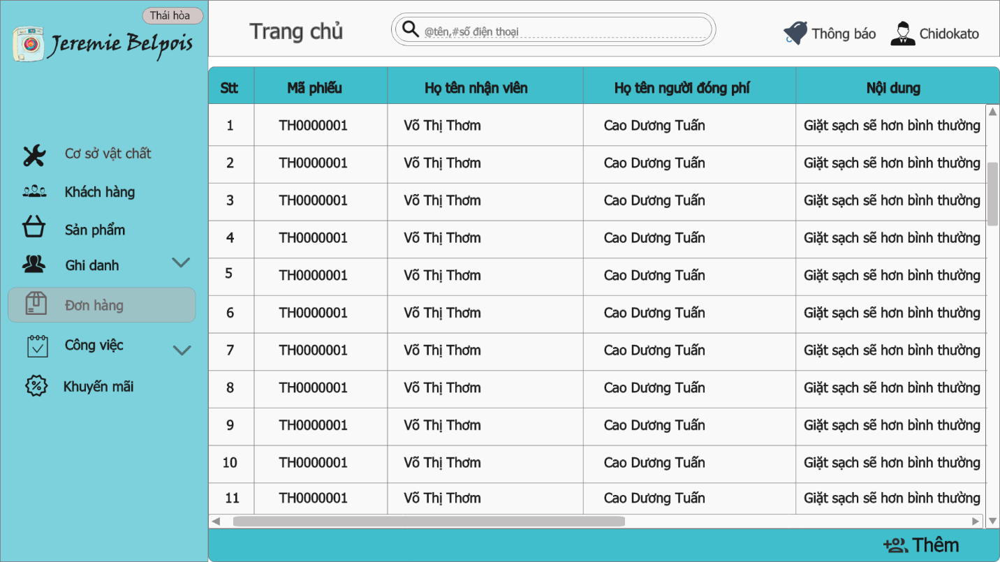 Thái hòa
Jeremie Belpois
Trang chủ
@tên,#số điện thoại
Thông báo
Chidokato
Cơ sở vật chất
Khách hàng
Sản phẩm
Ghi danh
Đơn hàng
Công việc
Khuyến mãi
Stt Mã phiếu Họ tên nhận viên Họ tên người đóng phí Nội dung
1 TH0000001 Võ Thị Thơm Cao Dương Tuấn Giặt sạch sẽ hơn bình thường
2 TH0000001 Võ Thị Thơm Cao Dương Tuấn Giặt sạch sẽ hơn bình thường
3 TH0000001 Võ Thị Thơm Cao Dương Tuấn Giặt sạch sẽ hơn bình thường
4 TH0000001 Võ Thị Thơm Cao Dương Tuấn Giặt sạch sẽ hơn bình thường
5 TH0000001 Võ Thị Thơm Cao Dương Tuấn Giặt sạch sẽ hơn bình thường
6 TH0000001 Võ Thị Thơm Cao Dương Tuấn Giặt sạch sẽ hơn bình thường
7 TH0000001 Võ Thị Thơm Cao Dương Tuấn Giặt sạch sẽ hơn bình thường
8 TH0000001 Võ Thị Thơm Cao Dương Tuấn Giặt sạch sẽ hơn bình thường
9 TH0000001 Võ Thị Thơm Cao Dương Tuấn Giặt sạch sẽ hơn bình thường
10 TH0000001 Võ Thị Thơm Cao Dương Tuấn Giặt sạch sẽ hơn bình thường
11 TH0000001 Võ Thị Thơm Cao Dương Tuấn Giặt sạch sẽ hơn bình thường
Thêm